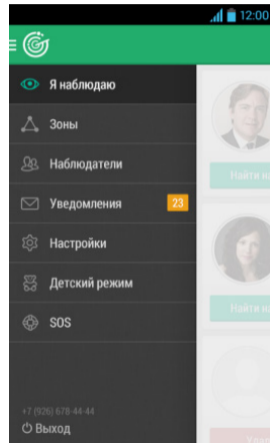 12:00
Я наблюдаю
Зоны
Наблюдатели
Уведомления 23
Настройки
Детский режим
SOS
+7 (926) 678-44-44
Выход
Найти
Найти